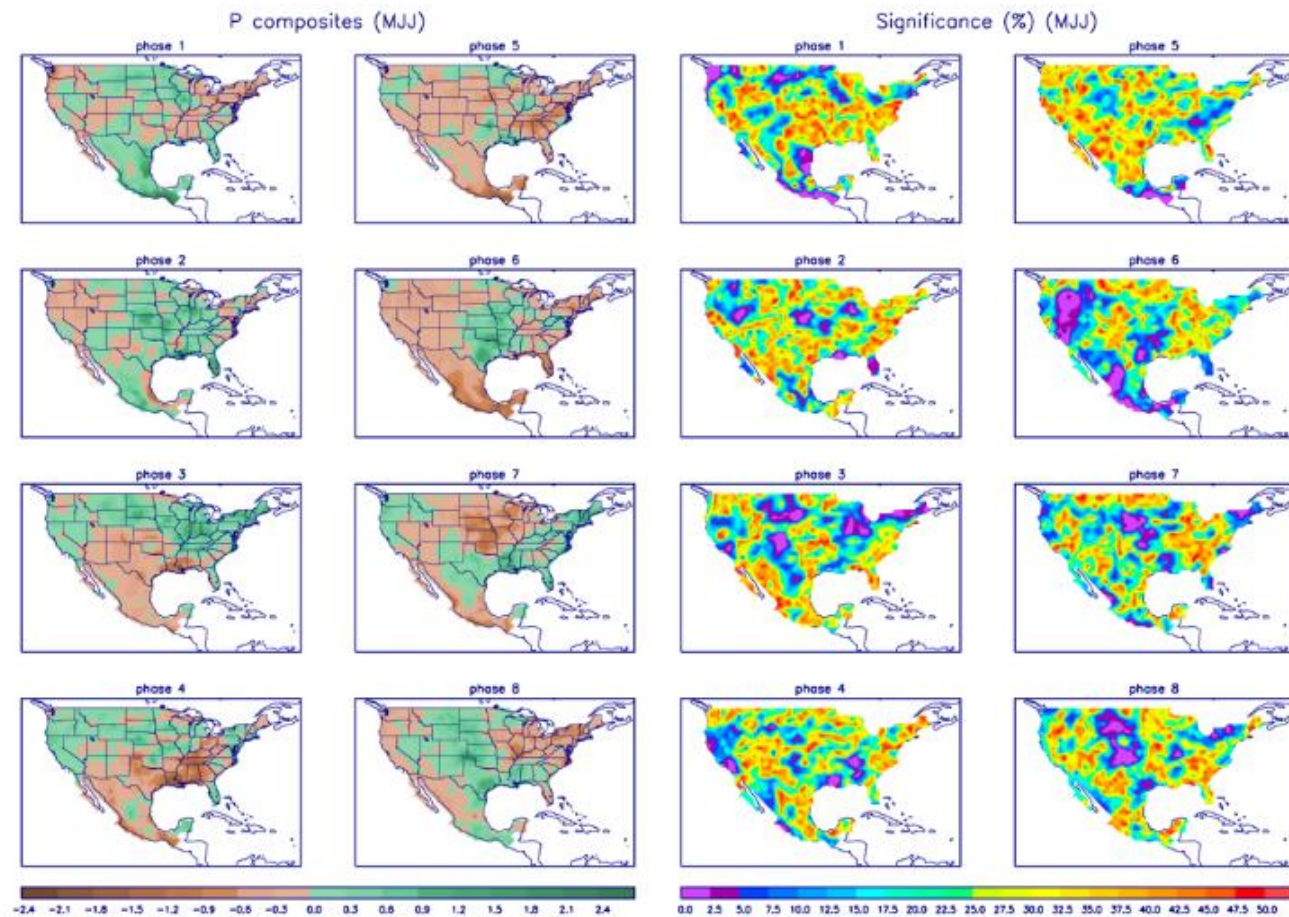 P composites (MJJ) Significance (%) (MJJ)
phase 1 phase 5 phase 1 phase 5
phase 2 phase 6 phase 2 phase 6
phase 3 phase 7 phase 3 phase 7
phase 4 phase 8 phase 4 phase 8
-2.4 -2.1 -1.8 -1.5 -1.2 -0.9 -0.6 -0.3 0.0 0.3 0.6 0.9 1.2 1.5 1.8 2.1 2.4 0.0 2.5 5.0 7.5 10.0 12.5 15.0 17.5 20.0 22.5 25.0 27.5 30.0 32.5 35.0 37.5 40.0 42.5 45.0 47.5 50.0